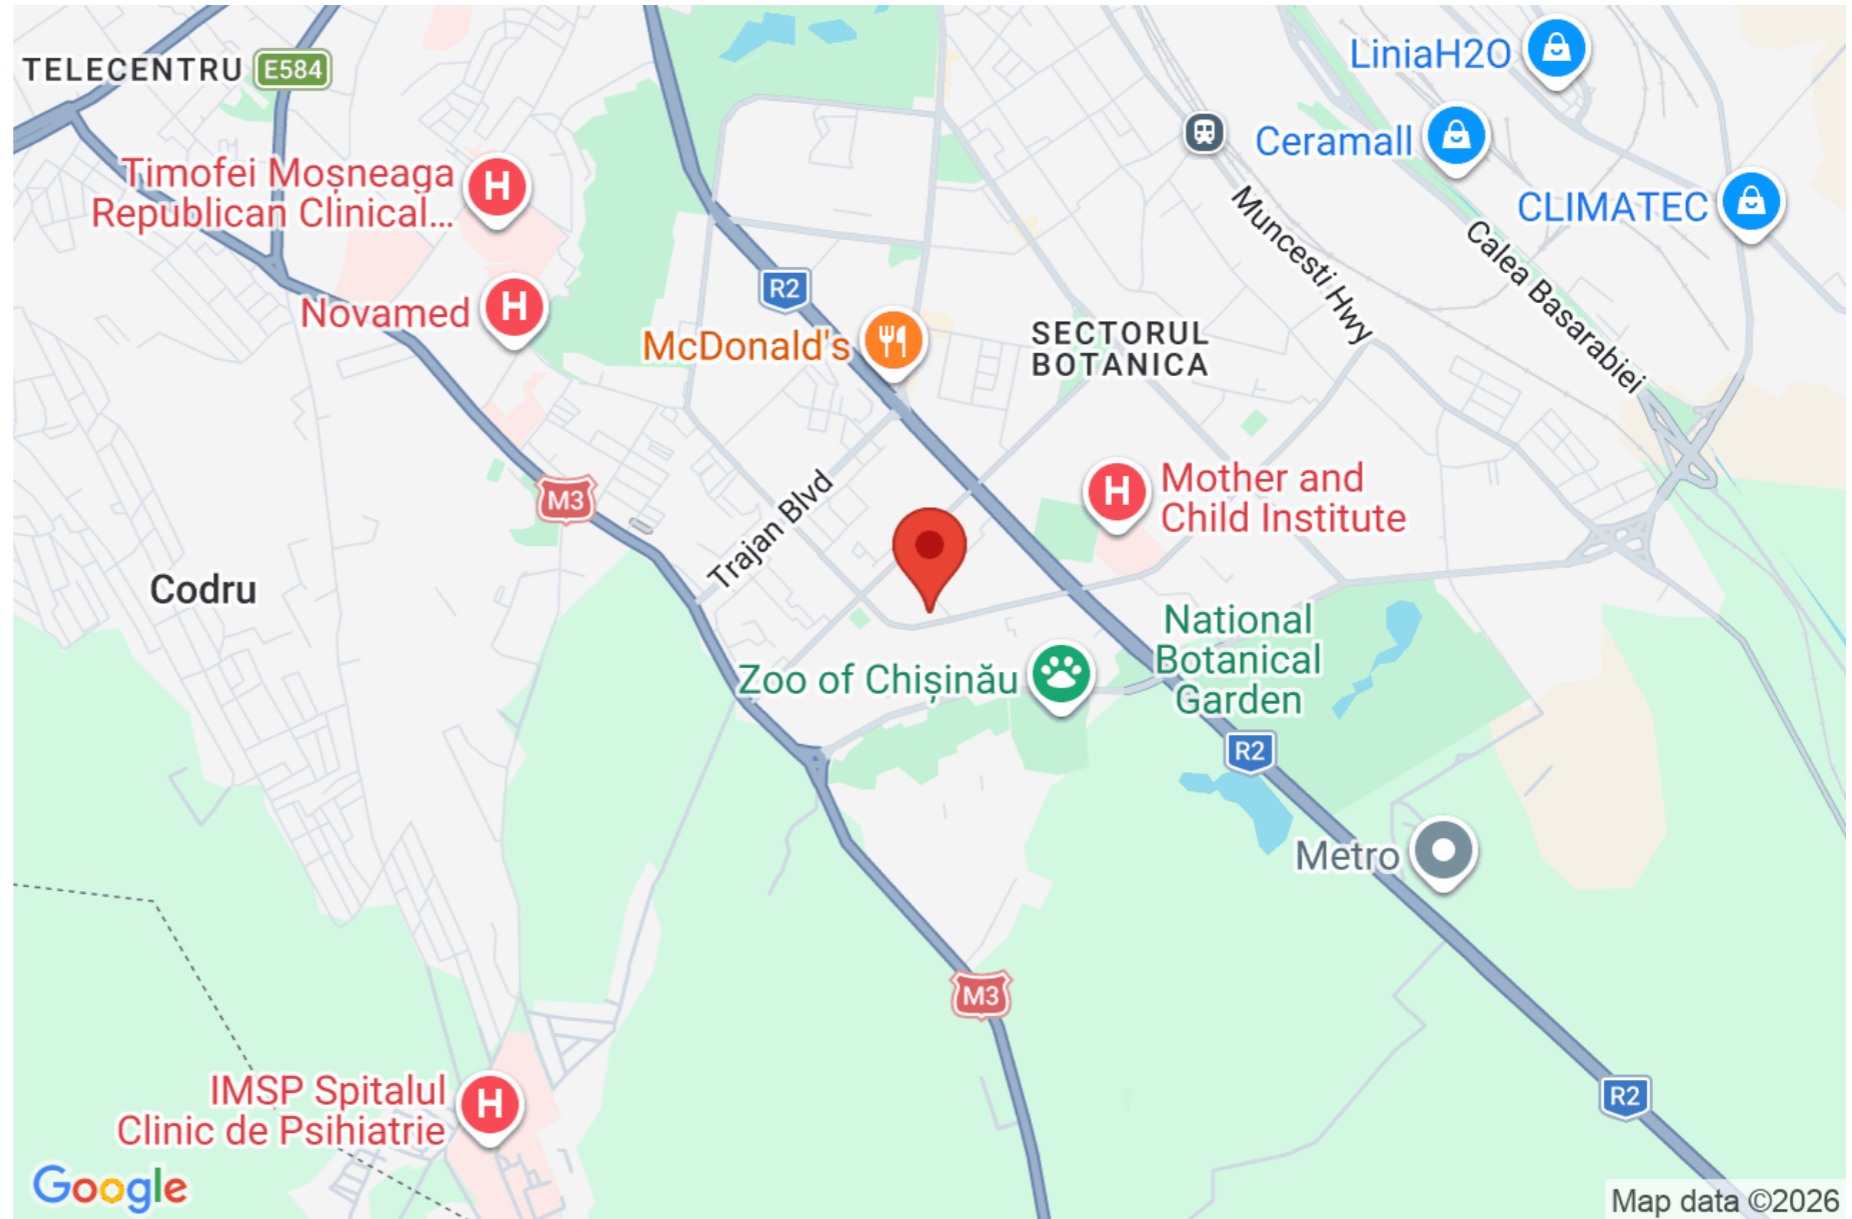 LiniaH2O
TELECENTRU
E584
Ceramall
Timofei Moșneaga
Republican Clinical...
CLIMATEC
Muncesti Hwy
Calea Basarabiei
R2
Novamed
McDonald's
SECTORUL
BOTANICA
Mother and
Child Institute
M3
Trajan Blvd
Codru
National
Botanical
Garden
Zoo of Chișinău
R2
Metro
M3
IMSP Spitalul
Clinic de Psihiatrie
R2
Google
Map data ©2026
H
H
H
H